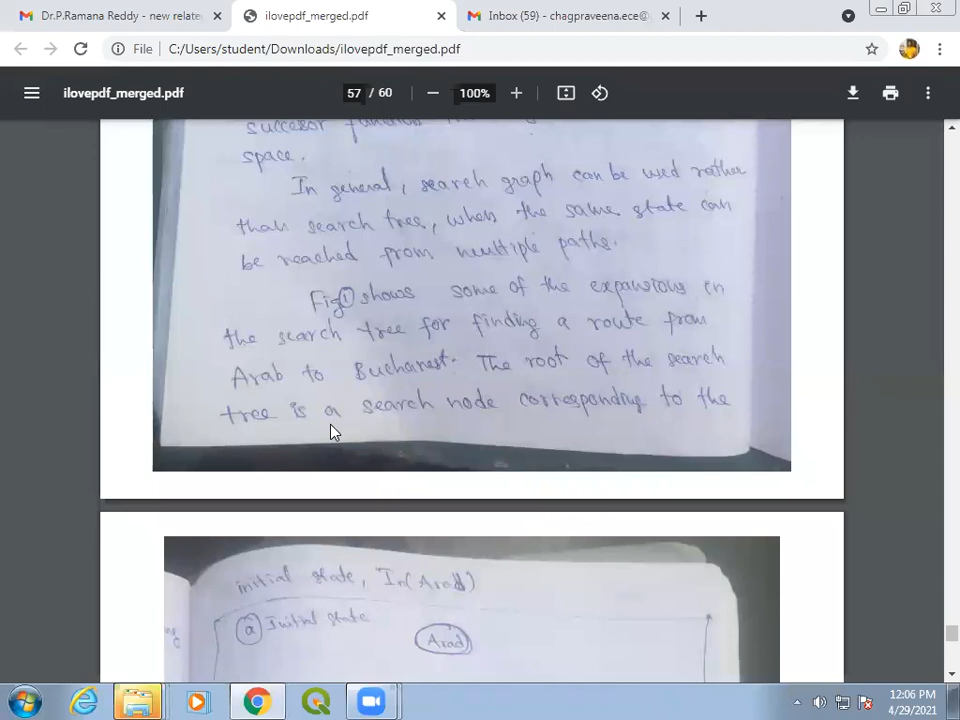 Dr.P.Ramana Reddy - new relate
ilovepdf_merged.pdf
Inbox (59) - chagpraveena.ece@
File
C:/Users/student/Downloads/ilovepdf_merged.pdf
ilovepdf_merged.pdf
57 / 60
100%
successor function
space.
In general, search graph can be used rather
than search tree, when the same state can
be reached from multiple paths.
Fig① shows some of the expansions in
the search tree for finding a route from
Arab to Bucharest. The root of the search
tree is a search node corresponding to the
initial state, In(Arad)
ⓐ Initial state
Arad
12:06 PM
4/29/2021